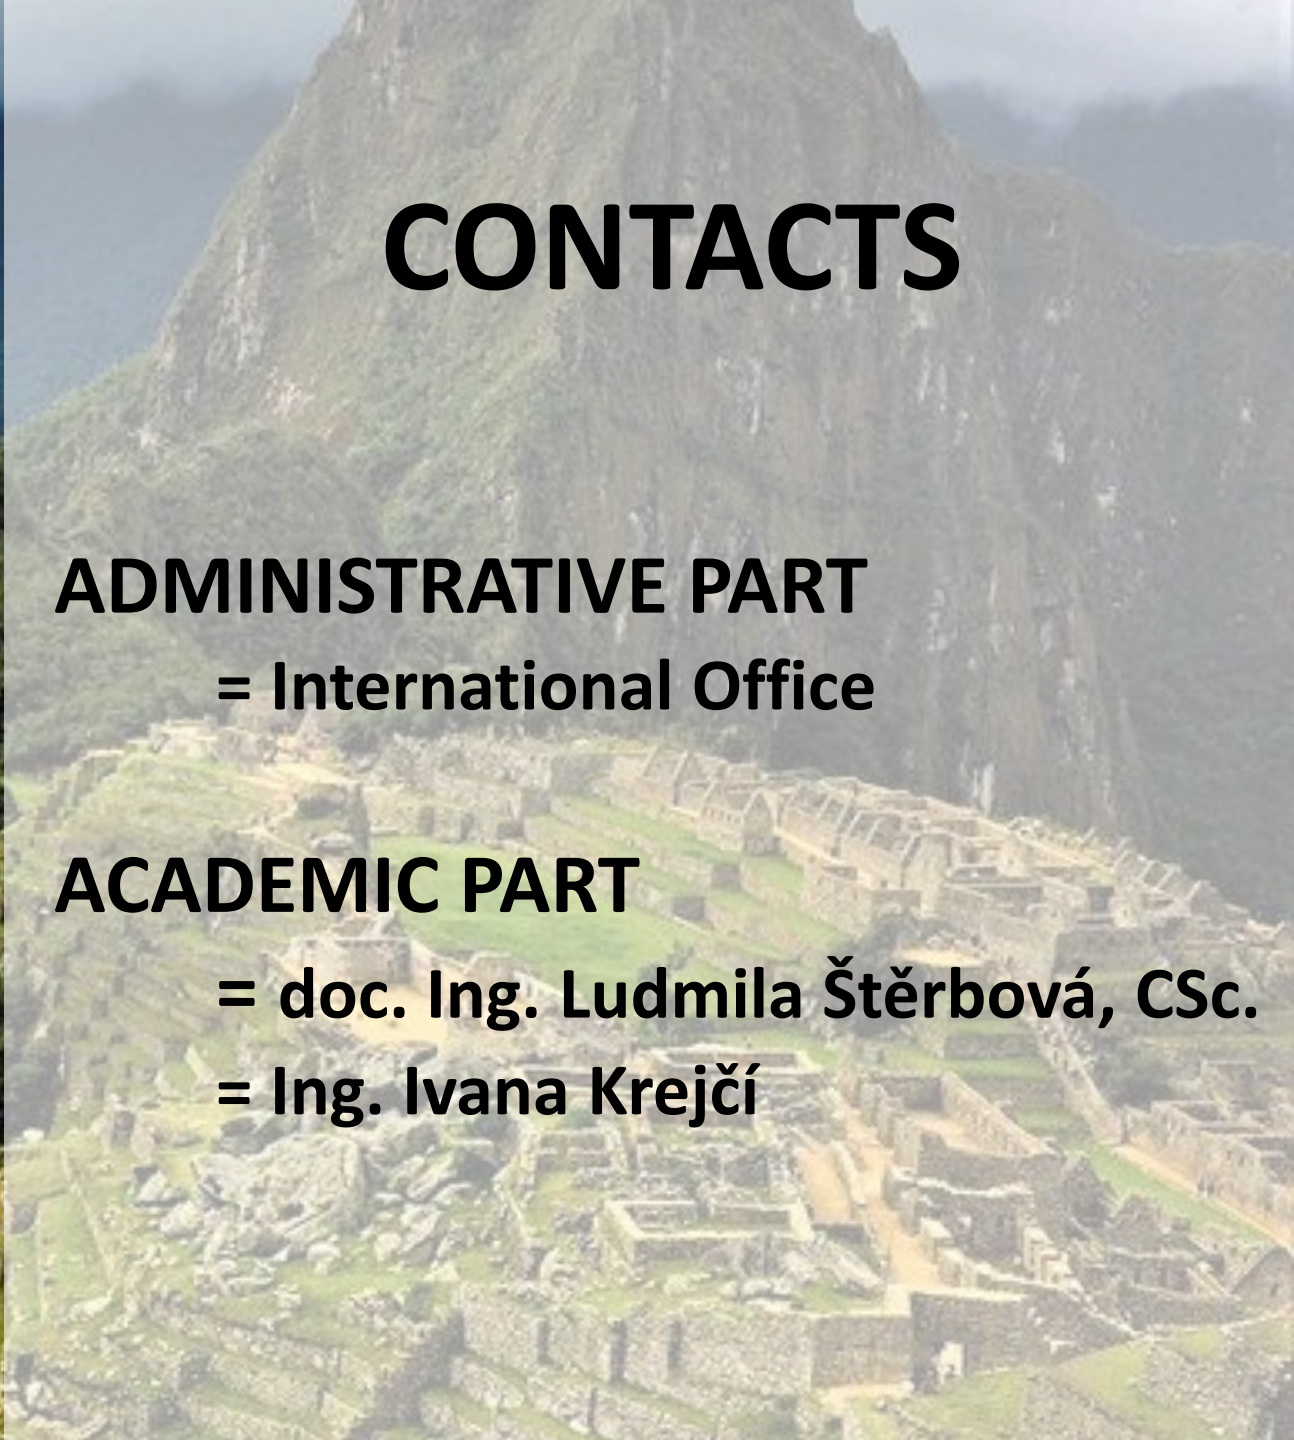 CONTACTS
ADMINISTRATIVE PART
= International Office
ACADEMIC PART
= doc. Ing. Ludmila Štěrbová, CSc.
= Ing. Ivana Krejčí